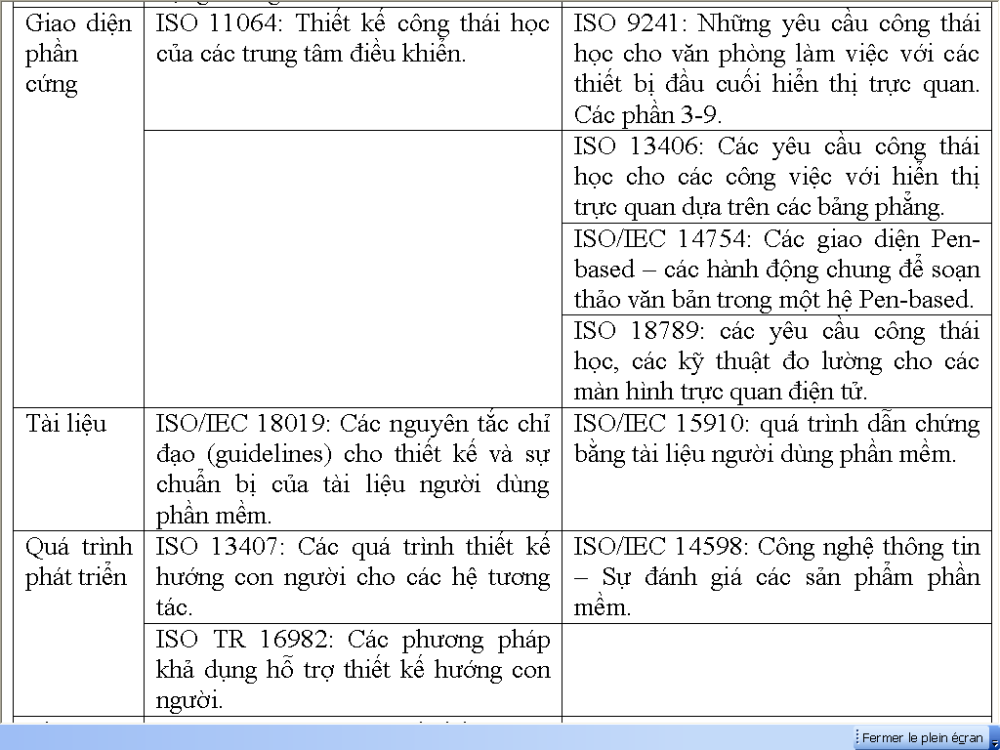 Giao diện
phần
cứng
ISO 11064: Thiết kế công thái học
của các trung tâm điều khiển.
ISO 9241: Những yêu cầu công thái
học cho văn phòng làm việc với các
thiết bị đầu cuối hiển thị trực quan.
Các phần 3-9.
ISO 13406: Các yêu cầu công thái
học cho các công việc với hiển thị
trực quan dựa trên các bảng phẳng.
ISO/IEC 14754: Các giao diện Pen-
based – các hành động chung để soạn
thảo văn bản trong một hệ Pen-based.
ISO 18789: các yêu cầu công thái
học, các kỹ thuật đo lường cho các
màn hình trực quan điện tử.
Tài liệu
ISO/IEC 18019: Các nguyên tắc chỉ
đạo (guidelines) cho thiết kế và sự
chuẩn bị của tài liệu người dùng
phần mềm.
ISO/IEC 15910: quá trình dẫn chứng
bằng tài liệu người dùng phần mềm.
Quá trình
phát triển
ISO 13407: Các quá trình thiết kế
hướng con người cho các hệ tương
tác.
ISO/IEC 14598: Công nghệ thông tin
– Sự đánh giá các sản phẩm phần
mềm.
ISO TR 16982: Các phương pháp
khả dụng hỗ trợ thiết kế hướng con
người.
Fermer le plein écran